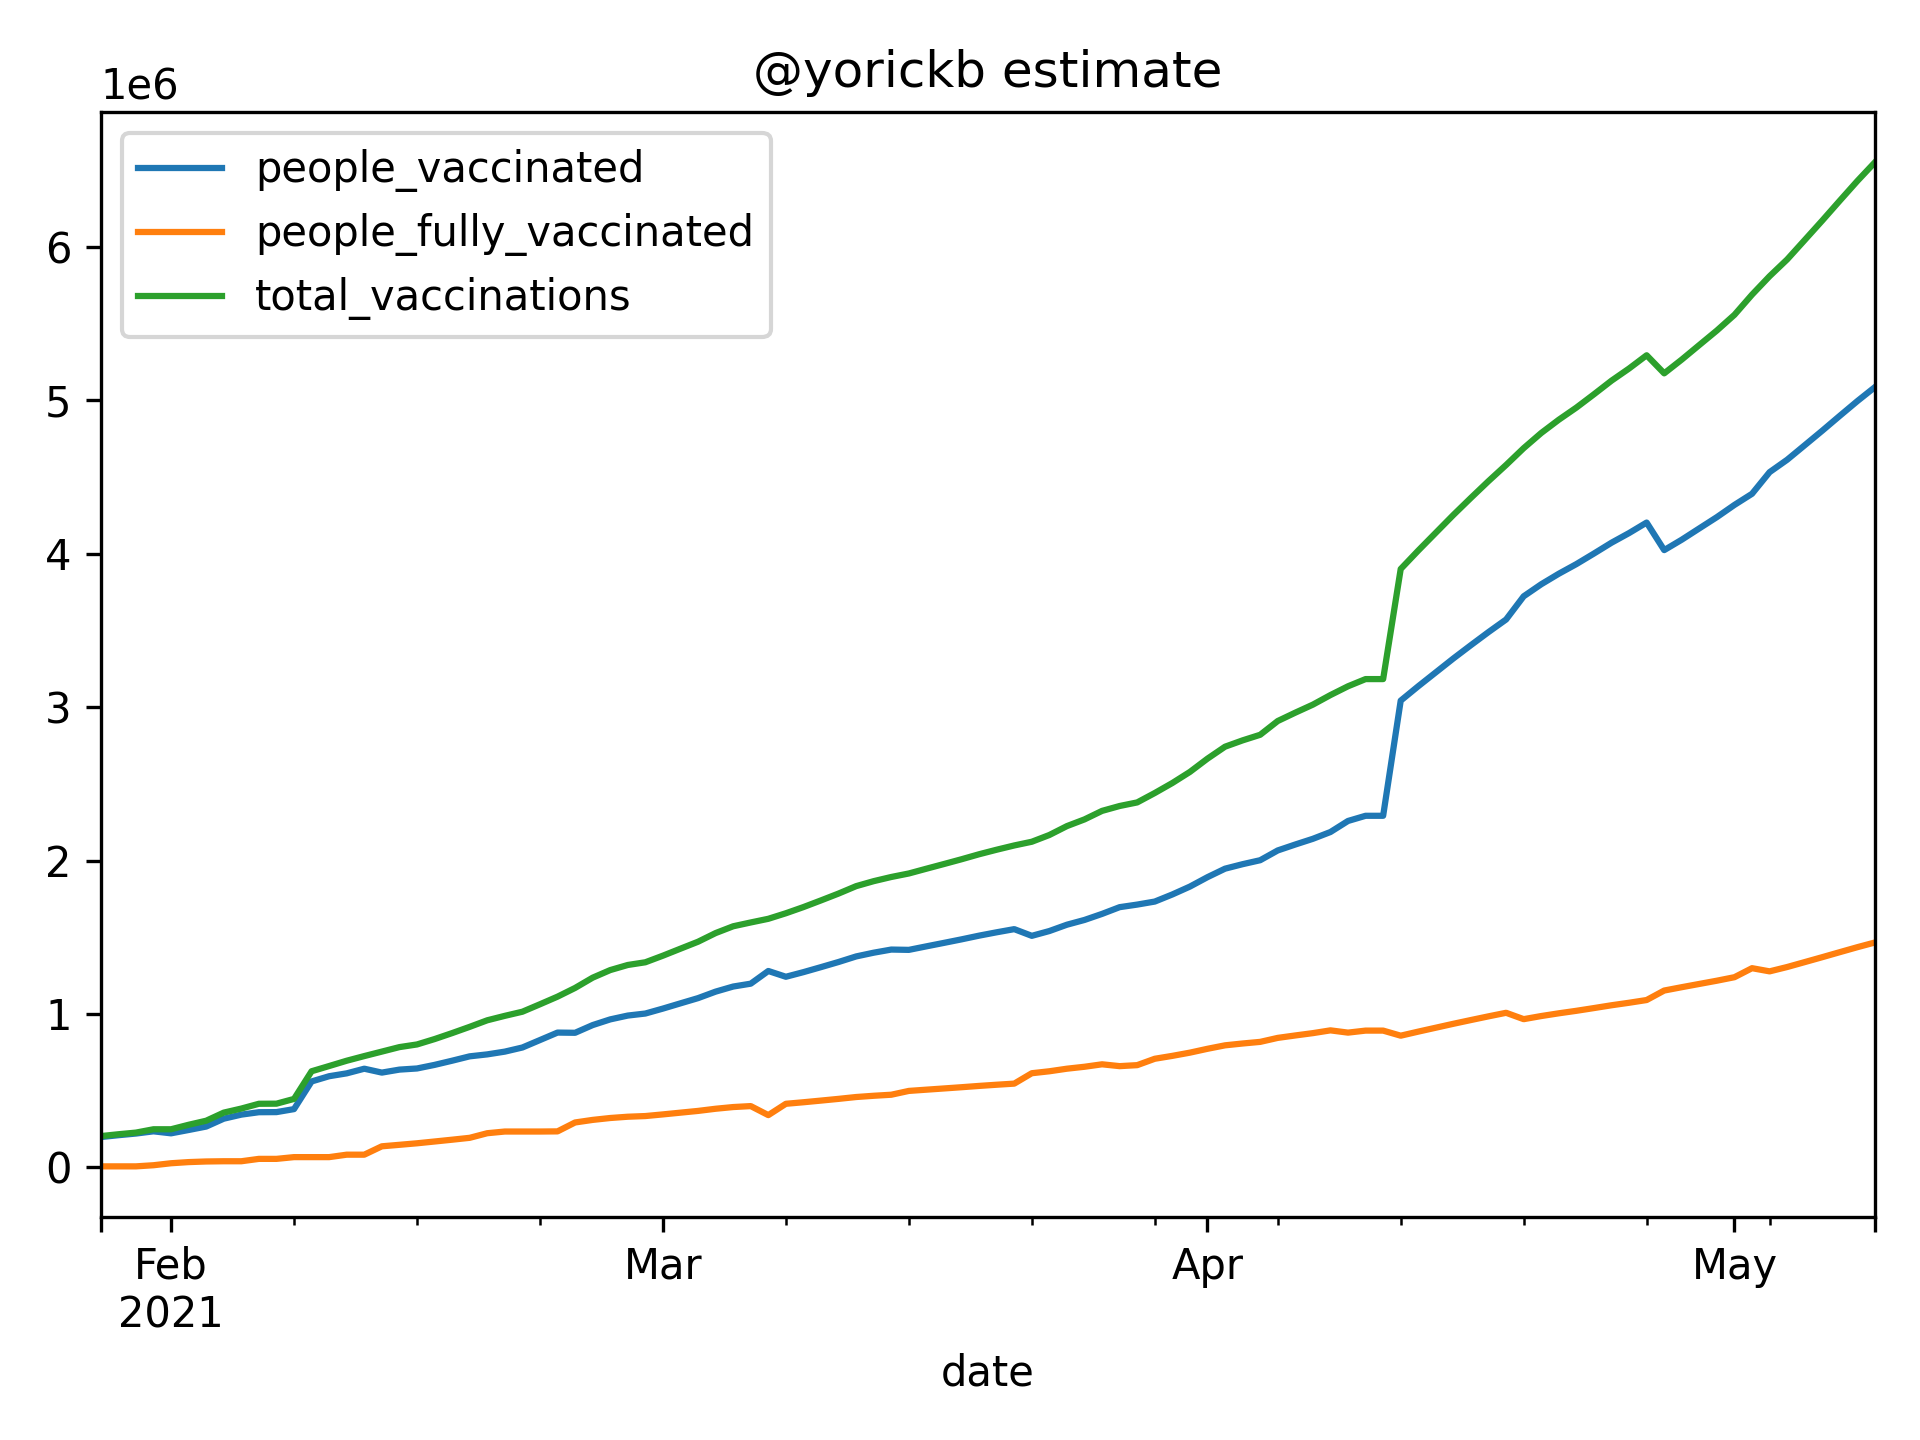 @yorickb estimate
1e6
people_vaccinated
people_fully_vaccinated
total_vaccinations
6
5
4
3
2
1
0
Feb Mar Apr May
2021
date